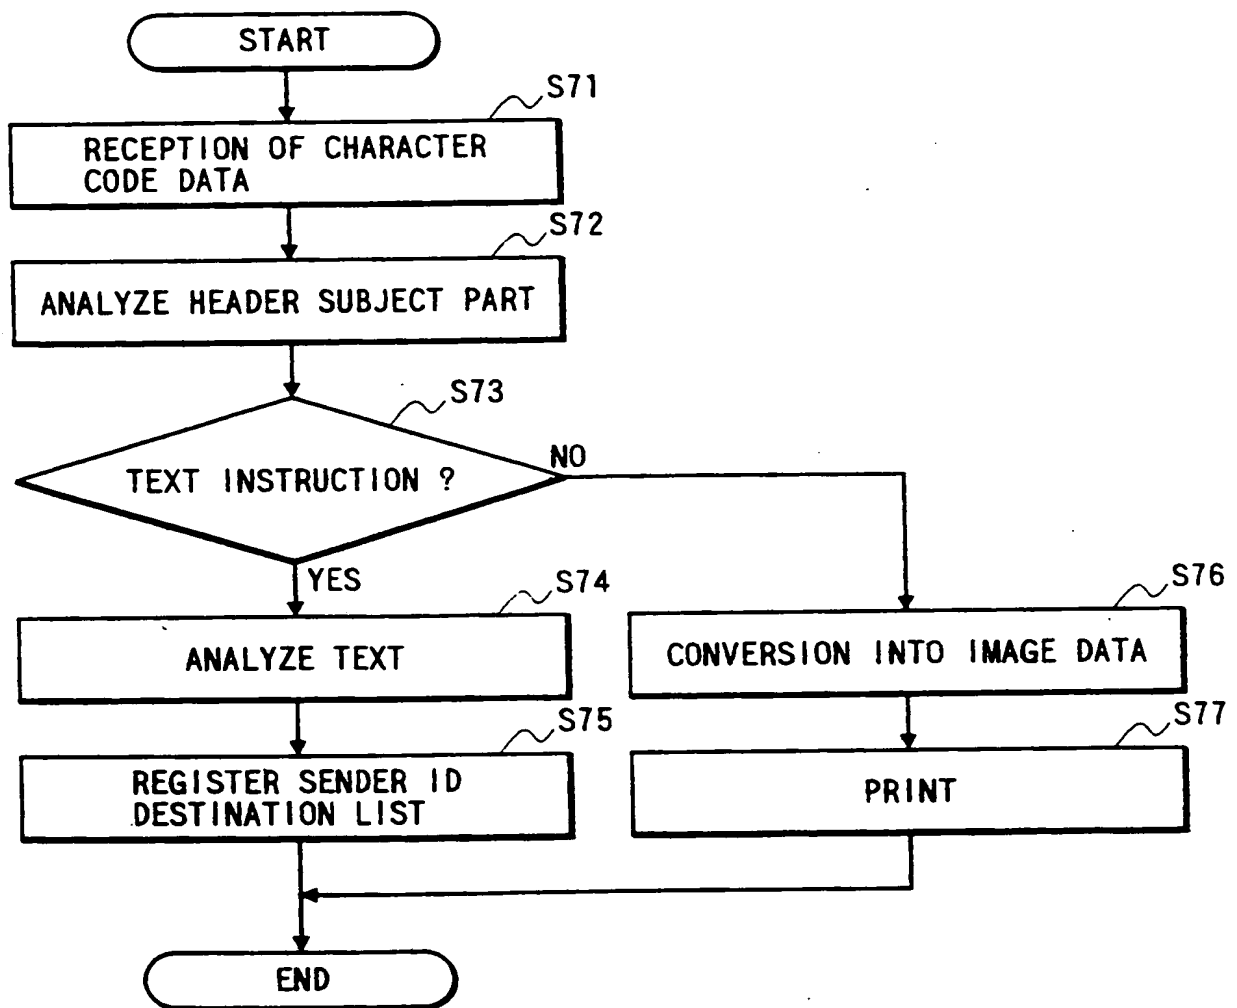 START
S71
RECEPTION OF CHARACTER
CODE DATA
S72
ANALYZE HEADER SUBJECT PART
S73
TEXT INSTRUCTION ?
NO
YES
S74
ANALYZE TEXT
S75
REGISTER SENDER ID
DESTINATION LIST
S76
CONVERSION INTO IMAGE DATA
S77
PRINT
END